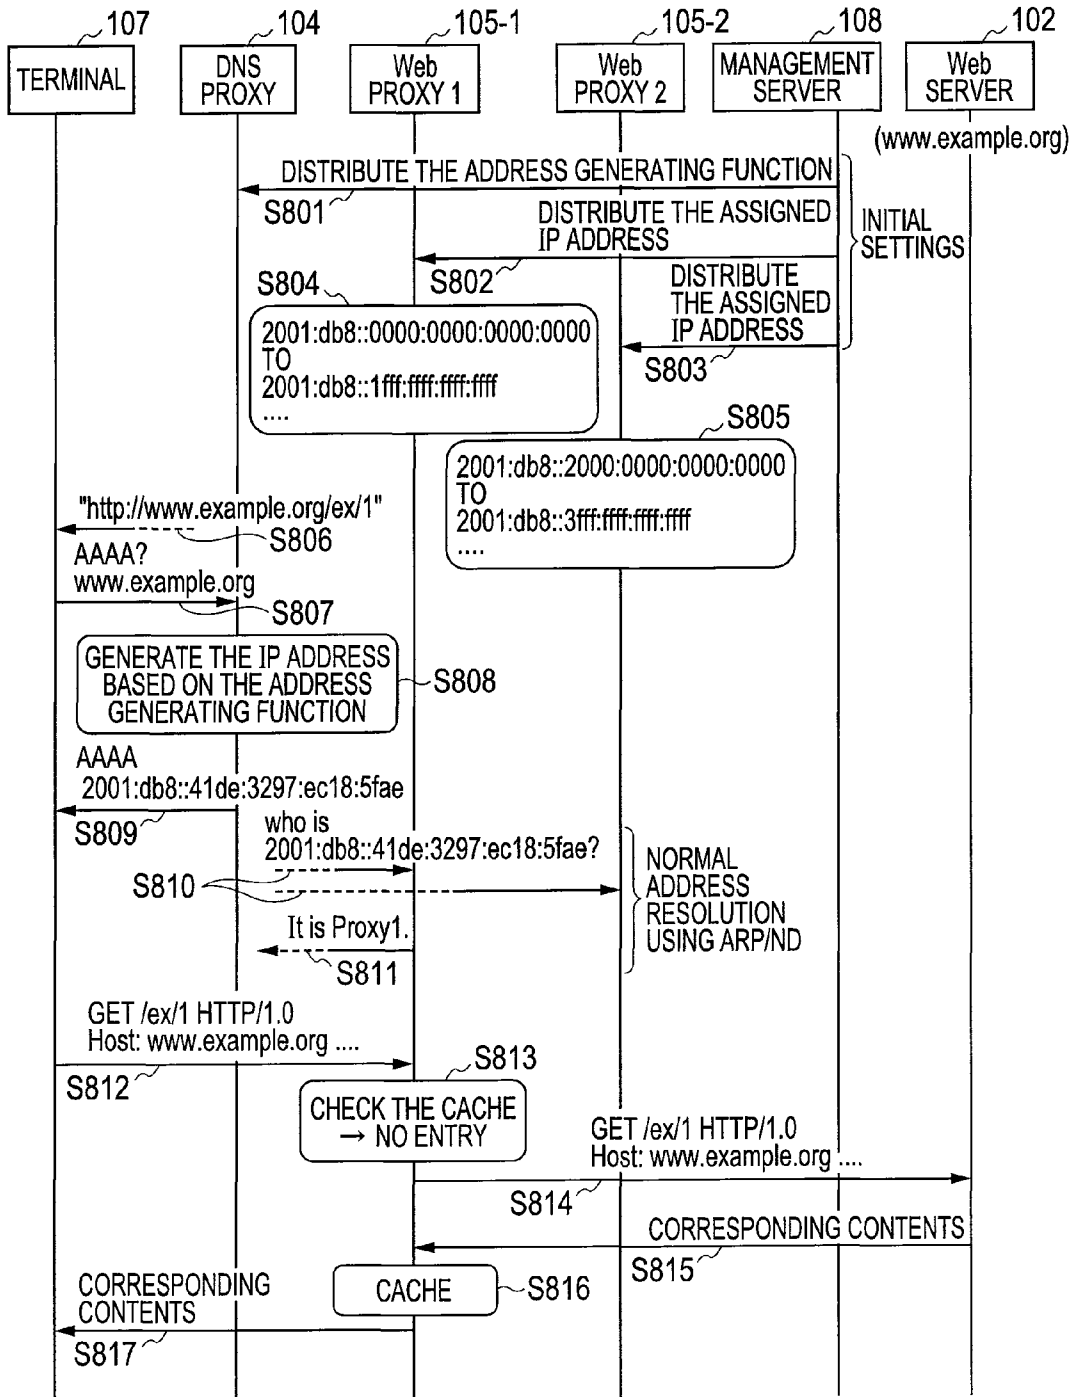 107
104
105-1
105-2
108
102
TERMINAL
DNS
PROXY
Web
PROXY 1
Web
PROXY 2
MANAGEMENT
SERVER
Web
SERVER
(www.example.org)
DISTRIBUTE THE ADDRESS GENERATING FUNCTION
S801
DISTRIBUTE THE ASSIGNED
IP ADDRESS
S802
INITIAL
SETTINGS
DISTRIBUTE
THE ASSIGNED
IP ADDRESS
S803
S804
2001:db8::0000:0000:0000:0000
TO
2001:db8::1fff:ffff:ffff:ffff
....
S805
2001:db8::2000:0000:0000:0000
TO
2001:db8::3fff:ffff:ffff:ffff
....
"http://www.example.org/ex/1"
S806
AAAA?
www.example.org
S807
GENERATE THE IP ADDRESS
BASED ON THE ADDRESS
GENERATING FUNCTION
S808
AAAA
2001:db8::41de:3297:ec18:5fae
S809
who is
2001:db8::41de:3297:ec18:5fae?
S810
It is Proxy1.
S811
NORMAL
ADDRESS
RESOLUTION
USING ARP/ND
GET /ex/1 HTTP/1.0
Host: www.example.org ....
S812
S813
CHECK THE CACHE
→ NO ENTRY
GET /ex/1 HTTP/1.0
Host: www.example.org ....
S814
CORRESPONDING CONTENTS
S815
CACHE
S816
CORRESPONDING
CONTENTS
S817